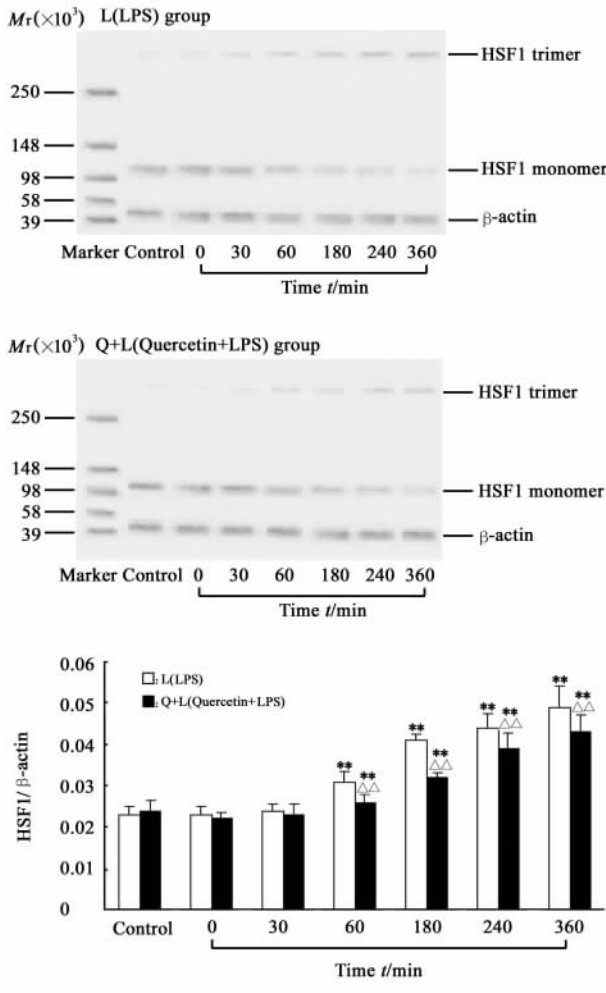 Mr(×10³) L(LPS) group
HSF1 trimer
250
148
98
HSF1 monomer
58
39
β-actin
Marker Control 0 30 60 180 240 360
Time t/min
Mr(×10³) Q+L(Quercetin+LPS) group
HSF1 trimer
250
148
98
HSF1 monomer
58
39
β-actin
Marker Control 0 30 60 180 240 360
Time t/min
HSF1/ β-actin
0.06
0.05
0.04
0.03
0.02
0.01
0
: L(LPS)
: Q+L(Quercetin+LPS)
** ** △△
** ** △△
** ** △△
** ** △△
Control 0 30 60 180 240 360
Time t/min